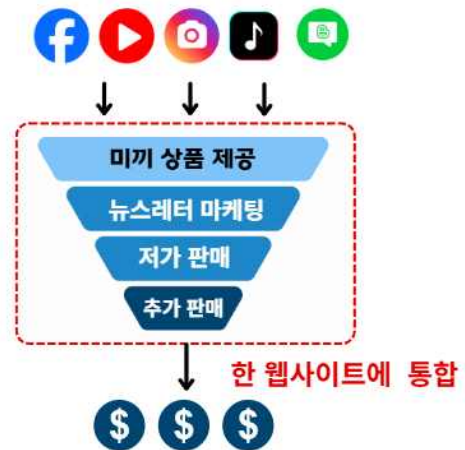 미끼 상품 제공
뉴스레터 마케팅
저가 판매
추가 판매
한 웹사이트에 통합
$ $ $